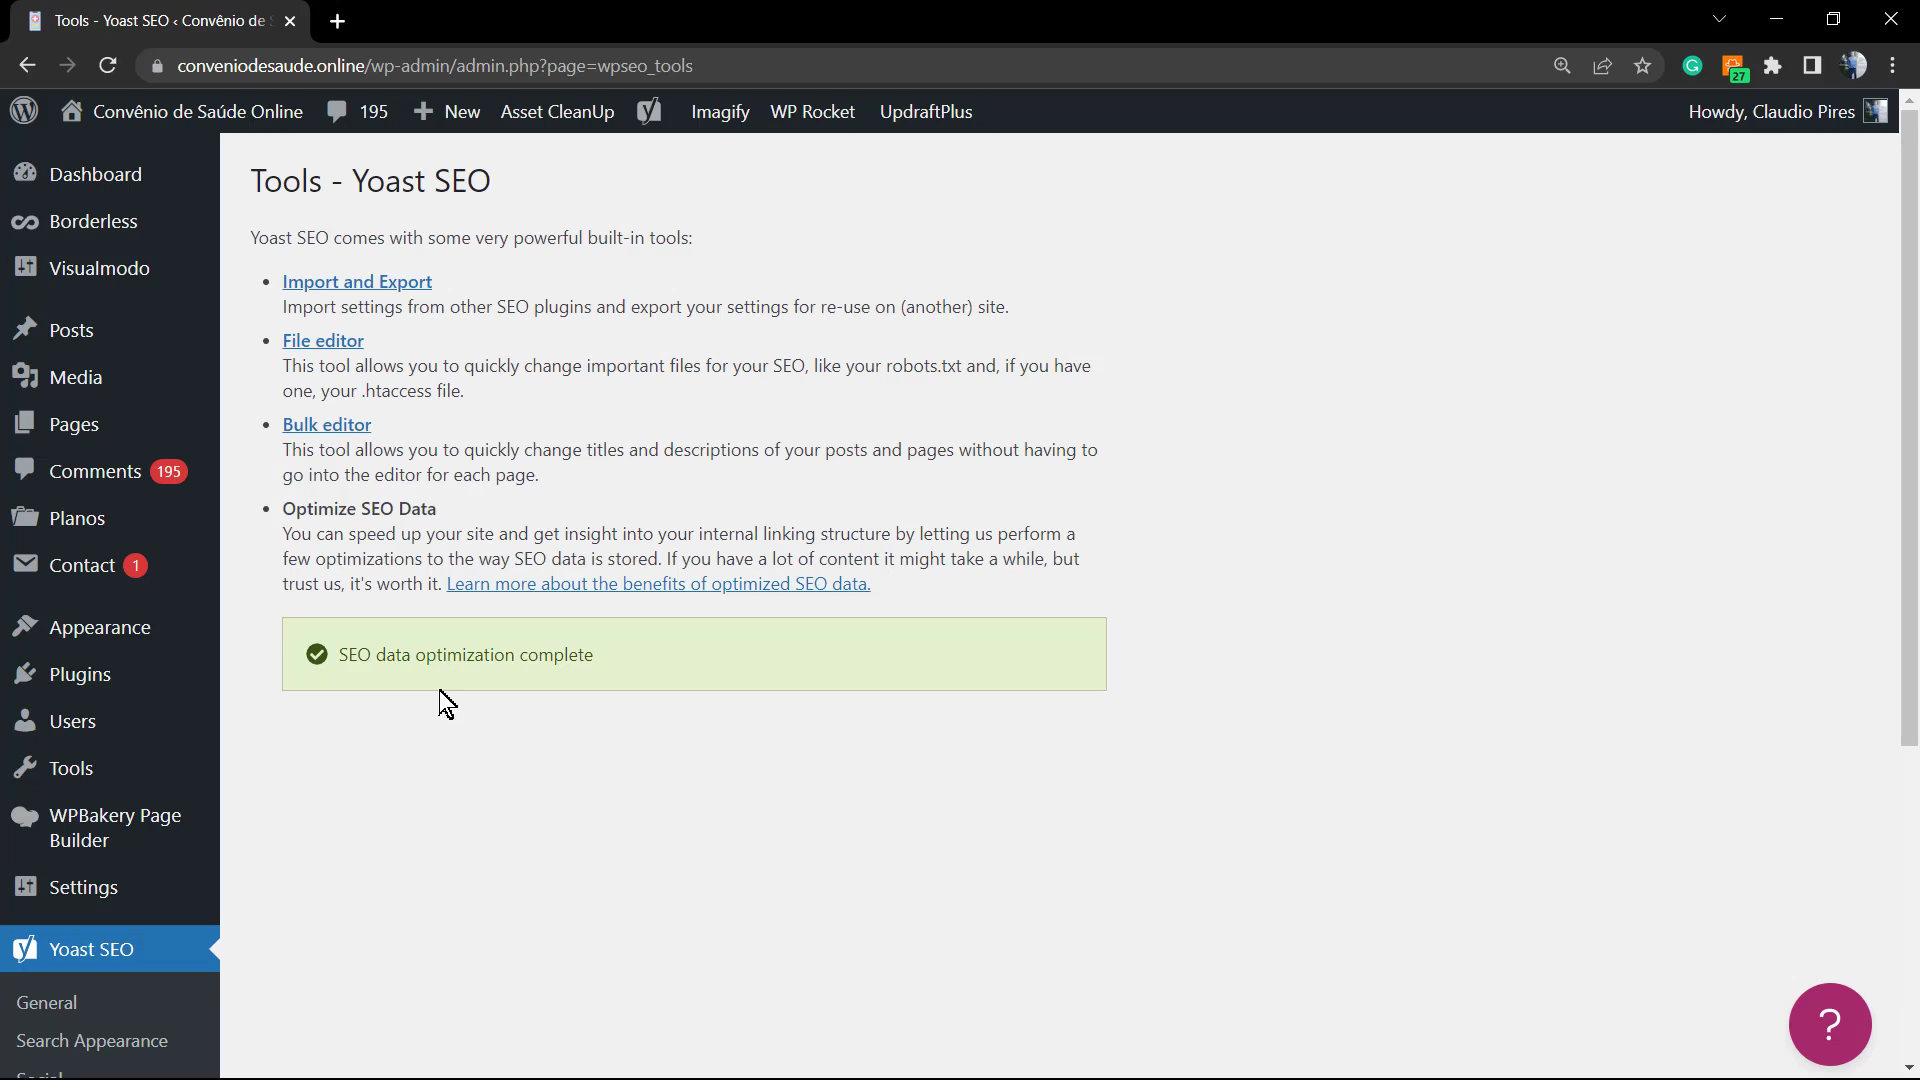 Tools - Yoast SEO ‹ Convênio de
conveniodesaude.online/wp-admin/admin.php?page=wpseo_tools
27
Convênio de Saúde Online 195 New Asset CleanUp Imagify WP Rocket UpdraftPlus Howdy, Claudio Pires
Dashboard
Borderless
Visualmodo
Posts
Media
Pages
Comments 195
Planos
Contact 1
Appearance
Plugins
Users
Tools
WPBakery Page
Builder
Settings
Yoast SEO
General
Search Appearance
Tools - Yoast SEO
Yoast SEO comes with some very powerful built-in tools:
• Import and Export
Import settings from other SEO plugins and export your settings for re-use on (another) site.
• File editor
This tool allows you to quickly change important files for your SEO, like your robots.txt and, if you have
one, your .htaccess file.
• Bulk editor
This tool allows you to quickly change titles and descriptions of your posts and pages without having to
go into the editor for each page.
• Optimize SEO Data
You can speed up your site and get insight into your internal linking structure by letting us perform a
few optimizations to the way SEO data is stored. If you have a lot of content it might take a while, but
trust us, it's worth it. Learn more about the benefits of optimized SEO data.
SEO data optimization complete
?